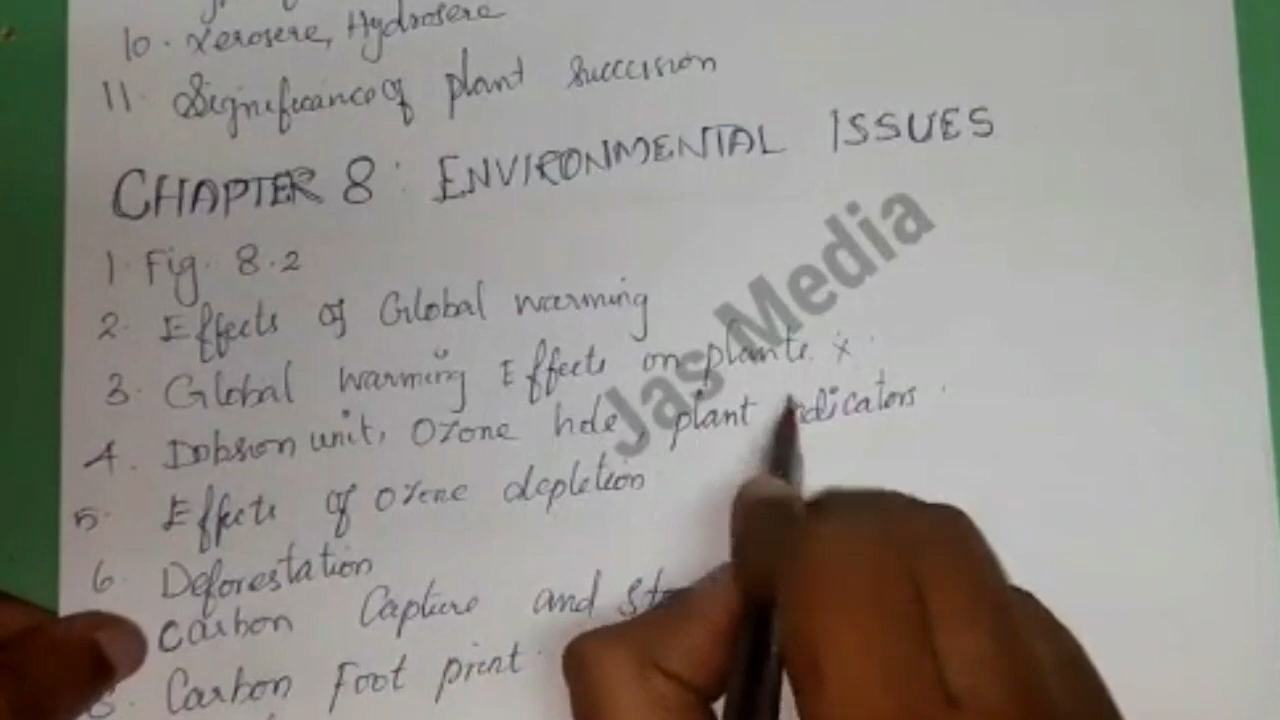 10. Xerosere, Hydrosere
11. Significance of plant Succession
CHAPTER 8: ENVIRONMENTAL ISSUES
1. Fig. 8.2
2. Effects of Global warming
3. Global warming Effects on plants. x.
4. Dobson unit, Ozone hole, plant indicators.
5. Effects of Ozone depletion
6. Deforestation
Carbon Capture and
8. Carbon Foot print.
Jas Media